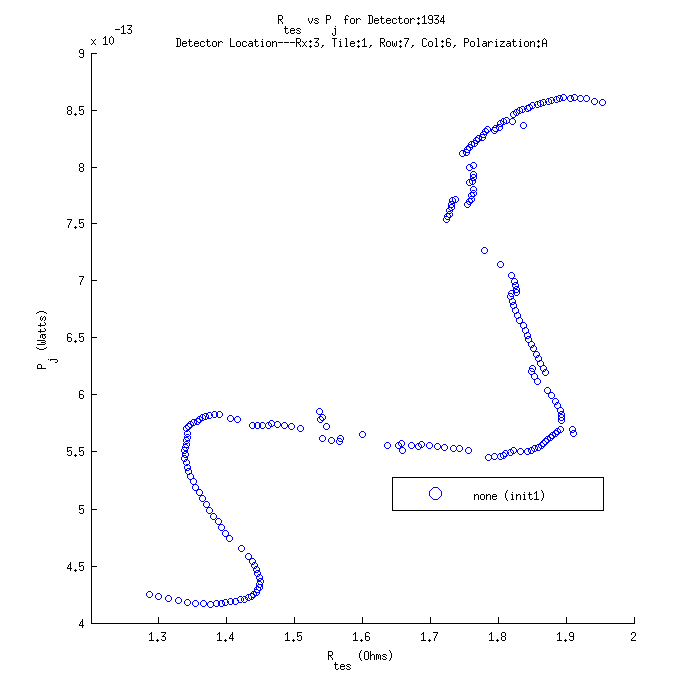 R_tes vs P_j for Detector:1934
x 10^-13
Detector Location---Rx:3, Tile:1, Row:7, Col:6, Polarization:A
9
8.5
8
7.5
7
6.5
6
5.5
5
4.5
4
P_j (Watts)
none (init1)
1.3 1.4 1.5 1.6 1.7 1.8 1.9 2
R_tes (Ohms)